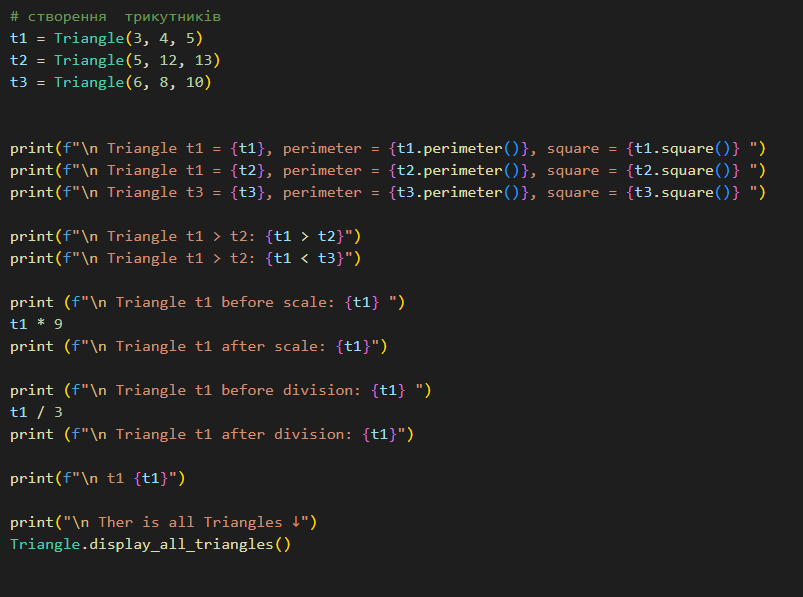 # створення  трикутників
t1 = Triangle(3, 4, 5)
t2 = Triangle(5, 12, 13)
t3 = Triangle(6, 8, 10)
print(f"\n Triangle t1 = {t1}, perimeter = {t1.perimeter()}, square = {t1.square()} ")
print(f"\n Triangle t1 = {t2}, perimeter = {t2.perimeter()}, square = {t2.square()} ")
print(f"\n Triangle t3 = {t3}, perimeter = {t3.perimeter()}, square = {t3.square()} ")
print(f"\n Triangle t1 > t2: {t1 > t2}")
print(f"\n Triangle t1 > t2: {t1 < t3}")
print (f"\n Triangle t1 before scale: {t1} ")
t1 * 9
print (f"\n Triangle t1 after scale: {t1}")
print (f"\n Triangle t1 before division: {t1} ")
t1 / 3
print (f"\n Triangle t1 after division: {t1}")
print(f"\n t1 {t1}")
print("\n Ther is all Triangles ↓")
Triangle.display_all_triangles()